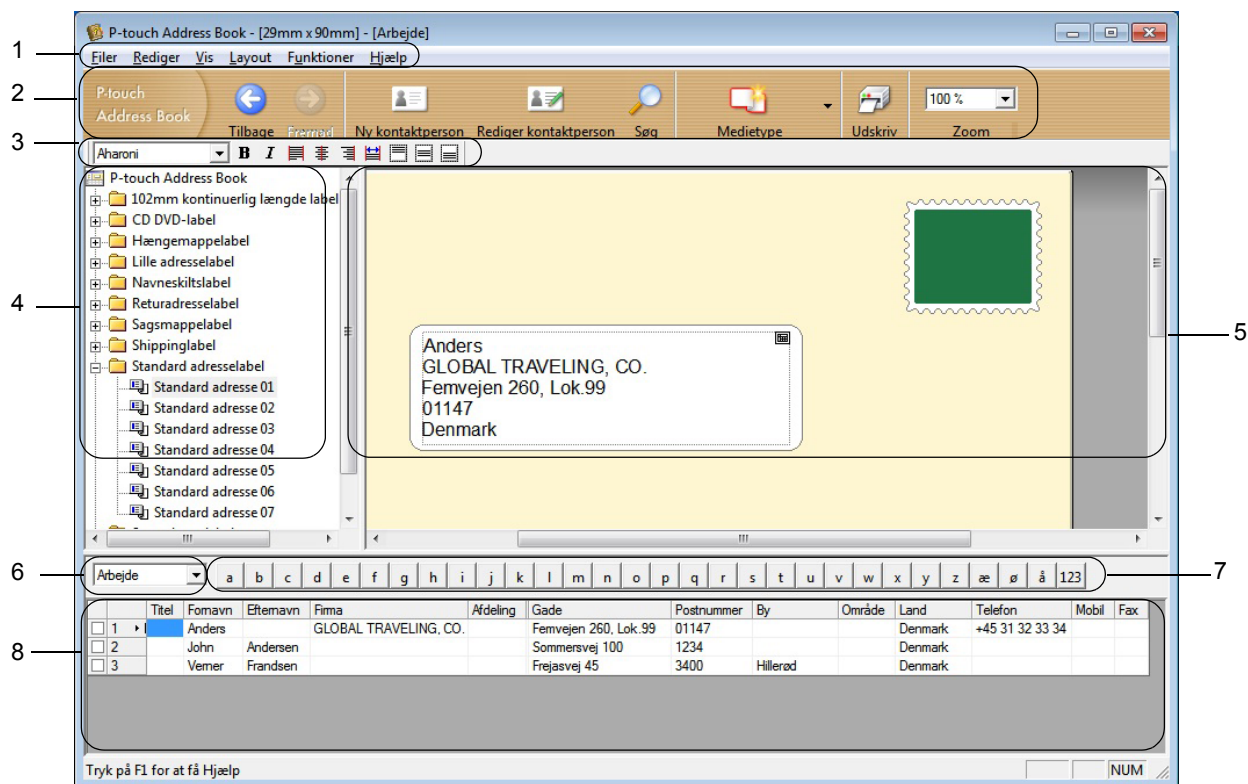 P-touch Address Book - [29mm x 90mm] - [Arbejde]
1
Filer Rediger Vis Layout Funktioner Hjælp
2
P-touch
Address Book
100 %
Tilbage Fremad Ny kontaktperson Rediger kontaktperson Søg Medietype Udskriv Zoom
3
Aharoni B I
P-touch Address Book
102mm kontinuerlig længde label
CD DVD-label
Hængemappelabel
Lille adresselabel
Navneskiltslabel
4
Returadresselabel
Sagsmappelabel
Shippinglabel
Standard adresselabel
Standard adresse 01
Standard adresse 02
Standard adresse 03
Standard adresse 04
Standard adresse 05
Standard adresse 06
Standard adresse 07
Anders
GLOBAL TRAVELING, CO.
Femvejen 260, Lok.99
01147
Denmark
5
6
Arbejde
a b c d e f g h i j k l m n o p q r s t u v w x y z æ ø å 123
7
8
Titel Fornavn Efternavn Firma Afdeling Gade Postnummer By Område Land Telefon Mobil Fax
1 Anders GLOBAL TRAVELING, CO. Femvejen 260, Lok.99 01147 Denmark +45 31 32 33 34
2 John Andersen Sommersvej 100 1234 Denmark
3 Verner Frandsen Frejasvej 45 3400 Hillerød Denmark
Tryk på F1 for at få Hjælp
NUM